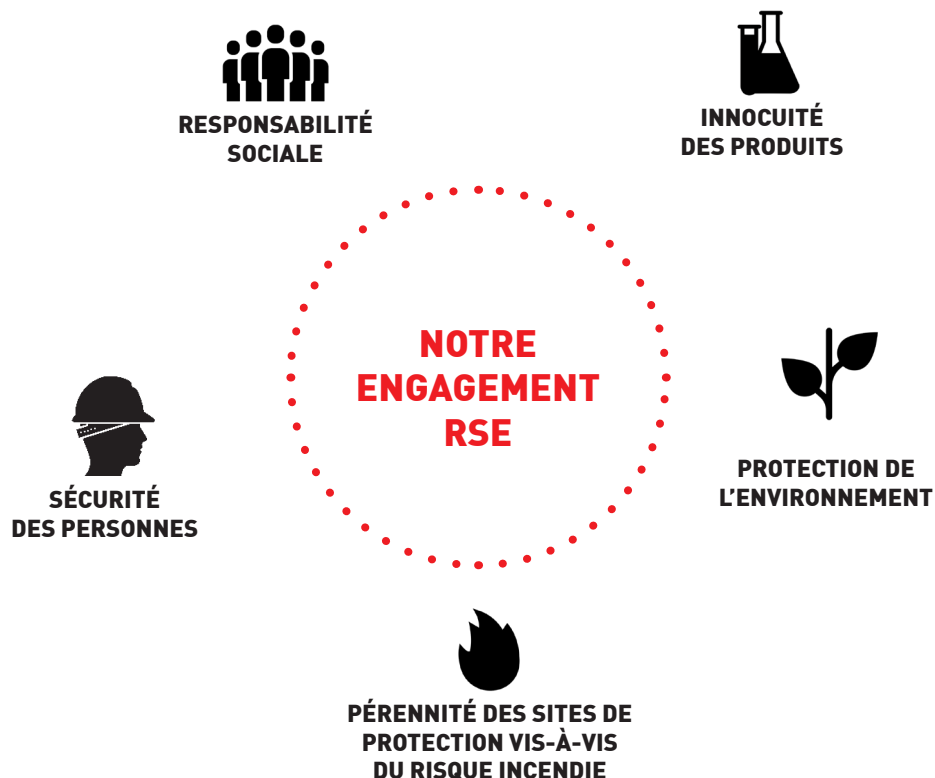 RESPONSABILITÉ
SOCIALE
INNOCUITÉ
DES PRODUITS
NOTRE
ENGAGEMENT
RSE
SÉCURITÉ
DES PERSONNES
PROTECTION DE
L’ENVIRONNEMENT
PÉRENNITÉ DES SITES DE
PROTECTION VIS-À-VIS
DU RISQUE INCENDIE